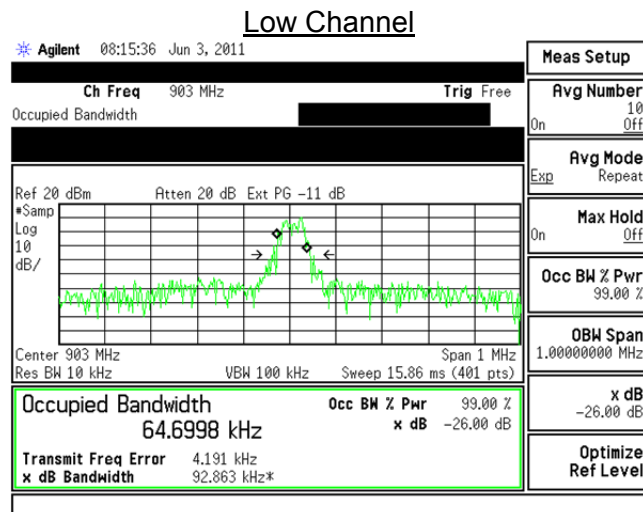 Low Channel
Agilent 08:15:36 Jun 3, 2011
Ch Freq 903 MHz Trig Free
Occupied Bandwidth
Ref 20 dBm Atten 20 dB Ext PG -11 dB
#Samp
Log
10
dB/
Center 903 MHz Span 1 MHz
Res BW 10 kHz VBW 100 kHz Sweep 15.86 ms (401 pts)
Occupied Bandwidth Occ BW % Pwr 99.00 %
64.6998 kHz x dB -26.00 dB
Transmit Freq Error 4.191 kHz
x dB Bandwidth 92.863 kHz*
Meas Setup
Avg Number
10
On Off
Avg Mode
Exp Repeat
Max Hold
On Off
Occ BW % Pwr
99.00 %
OBW Span
1.00000000 MHz
x dB
-26.00 dB
Optimize
Ref Level